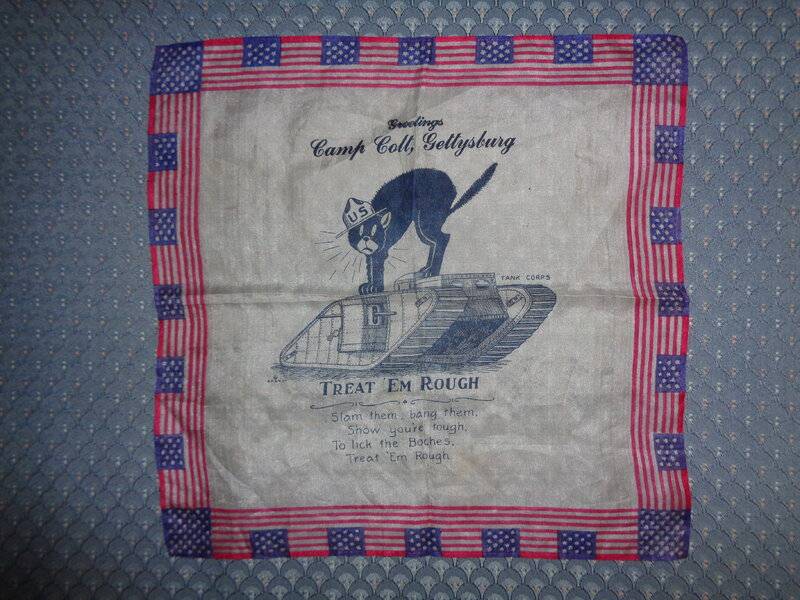 Greetings
Camp Colt, Gettysburg
US
TANK CORPS
C
TREAT 'EM ROUGH
Slam them, bang them,
Show you're tough,
To lick the Boches,
Treat 'Em Rough